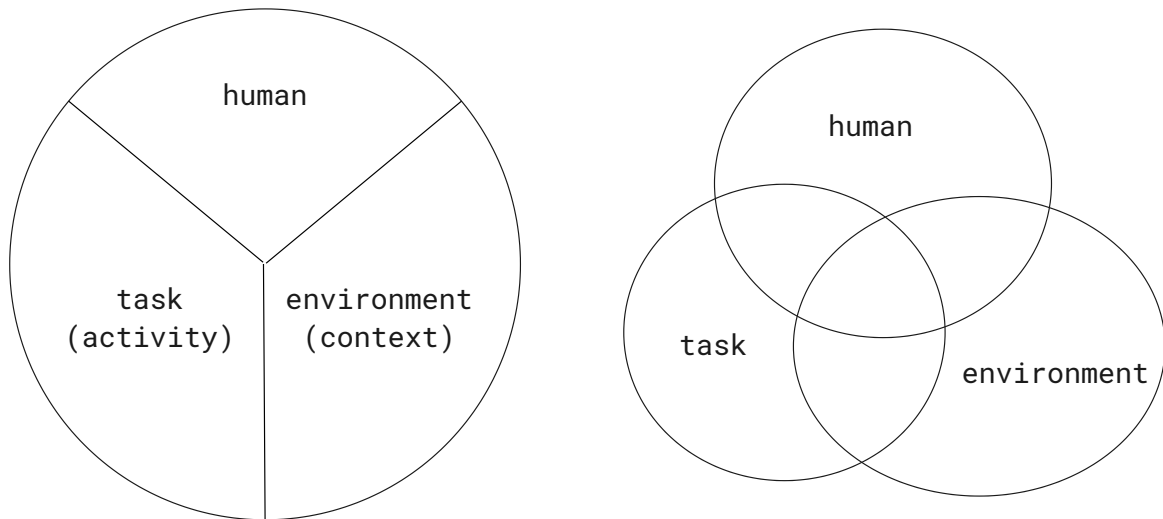 human
task
(activity)
environment
(context)
human
task
environment